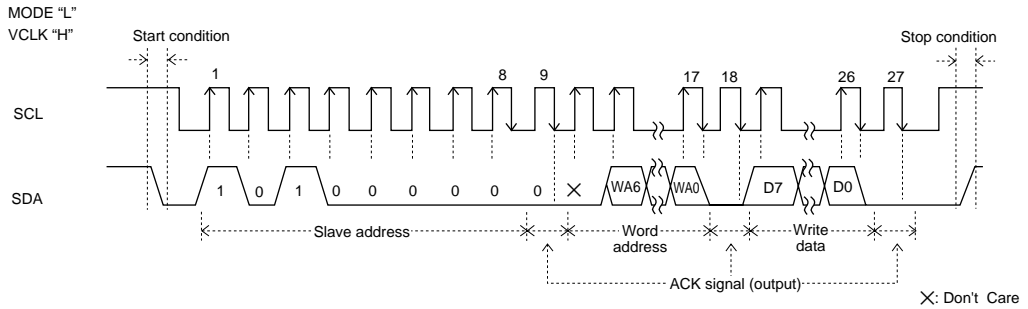 MODE “L”
VCLK “H”
Start condition
Stop condition
1 8 9 17 18 26 27
SCL
SDA
1 0 1 0 0 0 0 0 0 X WA6 WA0 D7 D0
Slave address
Word
address
Write
data
ACK signal (output)
X: Don't Care